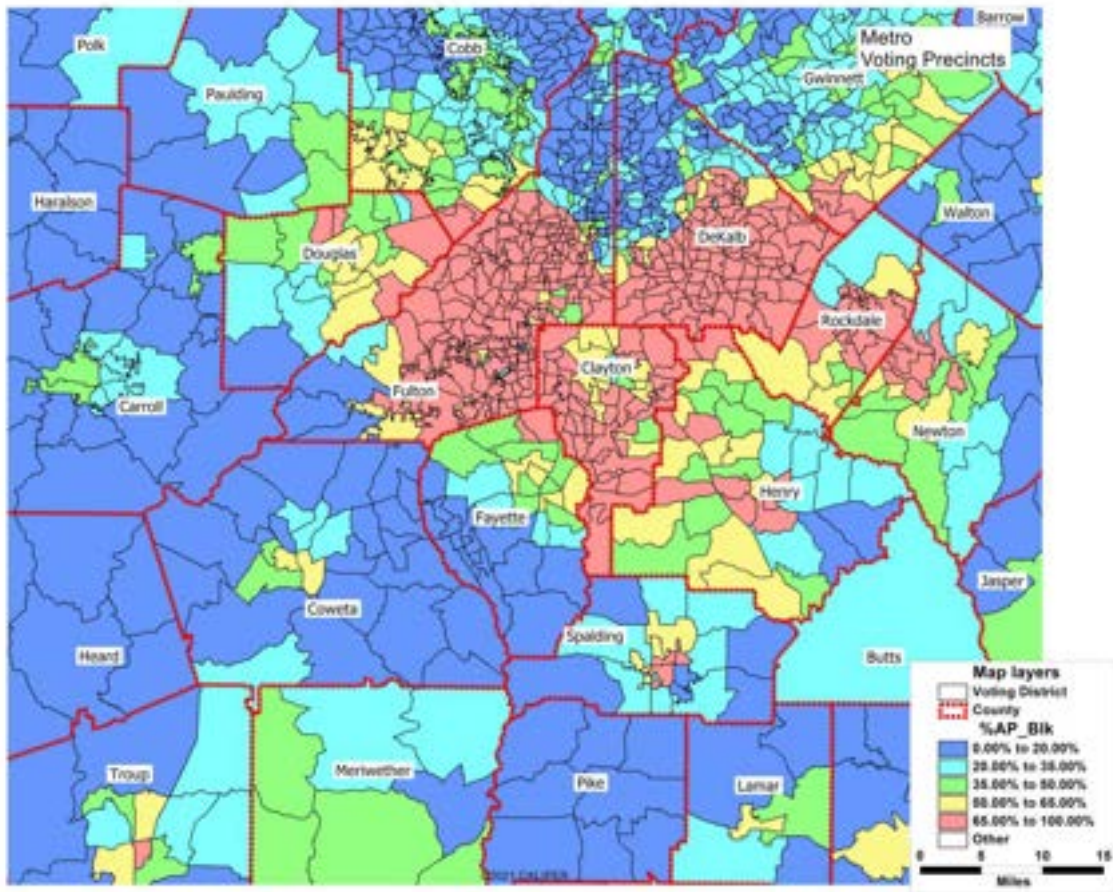 Barrow
Polk
Cobb
Metro
Voting Precincts
Gwinnett
Paulding
Haralson
Walton
DeKalb
Douglas
Rockdale
Clayton
Fulton
Carroll
Newton
Henry
Fayette
Jasper
Coweta
Spalding
Heard
Butts
Map layers
Voting District
County
%AP_Blk
0.00% to 20.00%
20.00% to 35.00%
35.00% to 50.00%
50.00% to 65.00%
65.00% to 100.00%
Other
0 5 10 15
Miles
Troup
Meriwether
Pike
Lamar